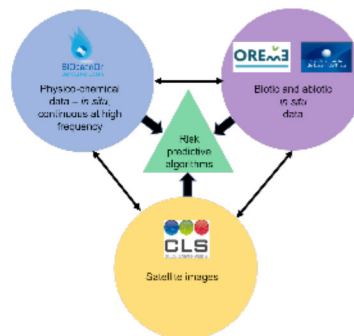 BiOceanOr
Physico-chemical
data – in situ,
continuous at high
frequency
OREME
Biotic and abiotic
in situ
data
Risk
predictive
algorithms
CLS
Satellite images